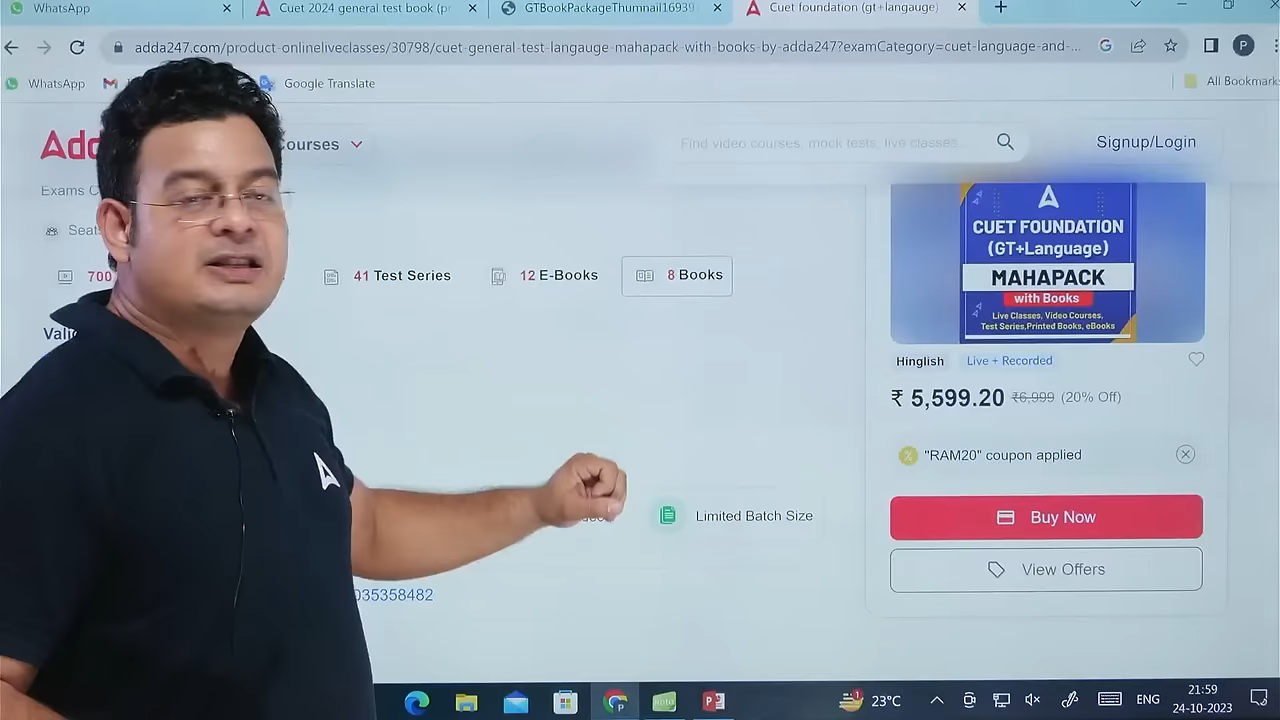 WhatsApp
Cuet 2024 general test book (pr
GTBookPackageThumnail16939
Cuet foundation (gt+langauge)
adda247.com/product-onlineliveclasses/30798/cuet-general-test-langauge-mahapack-with-books-by-adda247?examCategory=cuet-language-and-...
P
WhatsApp
Google Translate
All Bookmark
Add
Courses
Find video courses, mock tests, live classes...
Signup/Login
Exams C
Seat
700
41 Test Series
12 E-Books
8 Books
Vali
CUET FOUNDATION
(GT+Language)
MAHAPACK
with Books
Live Classes, Video Courses,
Test Series,Printed Books, eBooks
Hinglish
Live + Recorded
₹ 5,599.20 ₹6,999 (20% Off)
"RAM20" coupon applied
Limited Batch Size
Buy Now
View Offers
035358482
23°C
ENG
21:59
24-10-2023